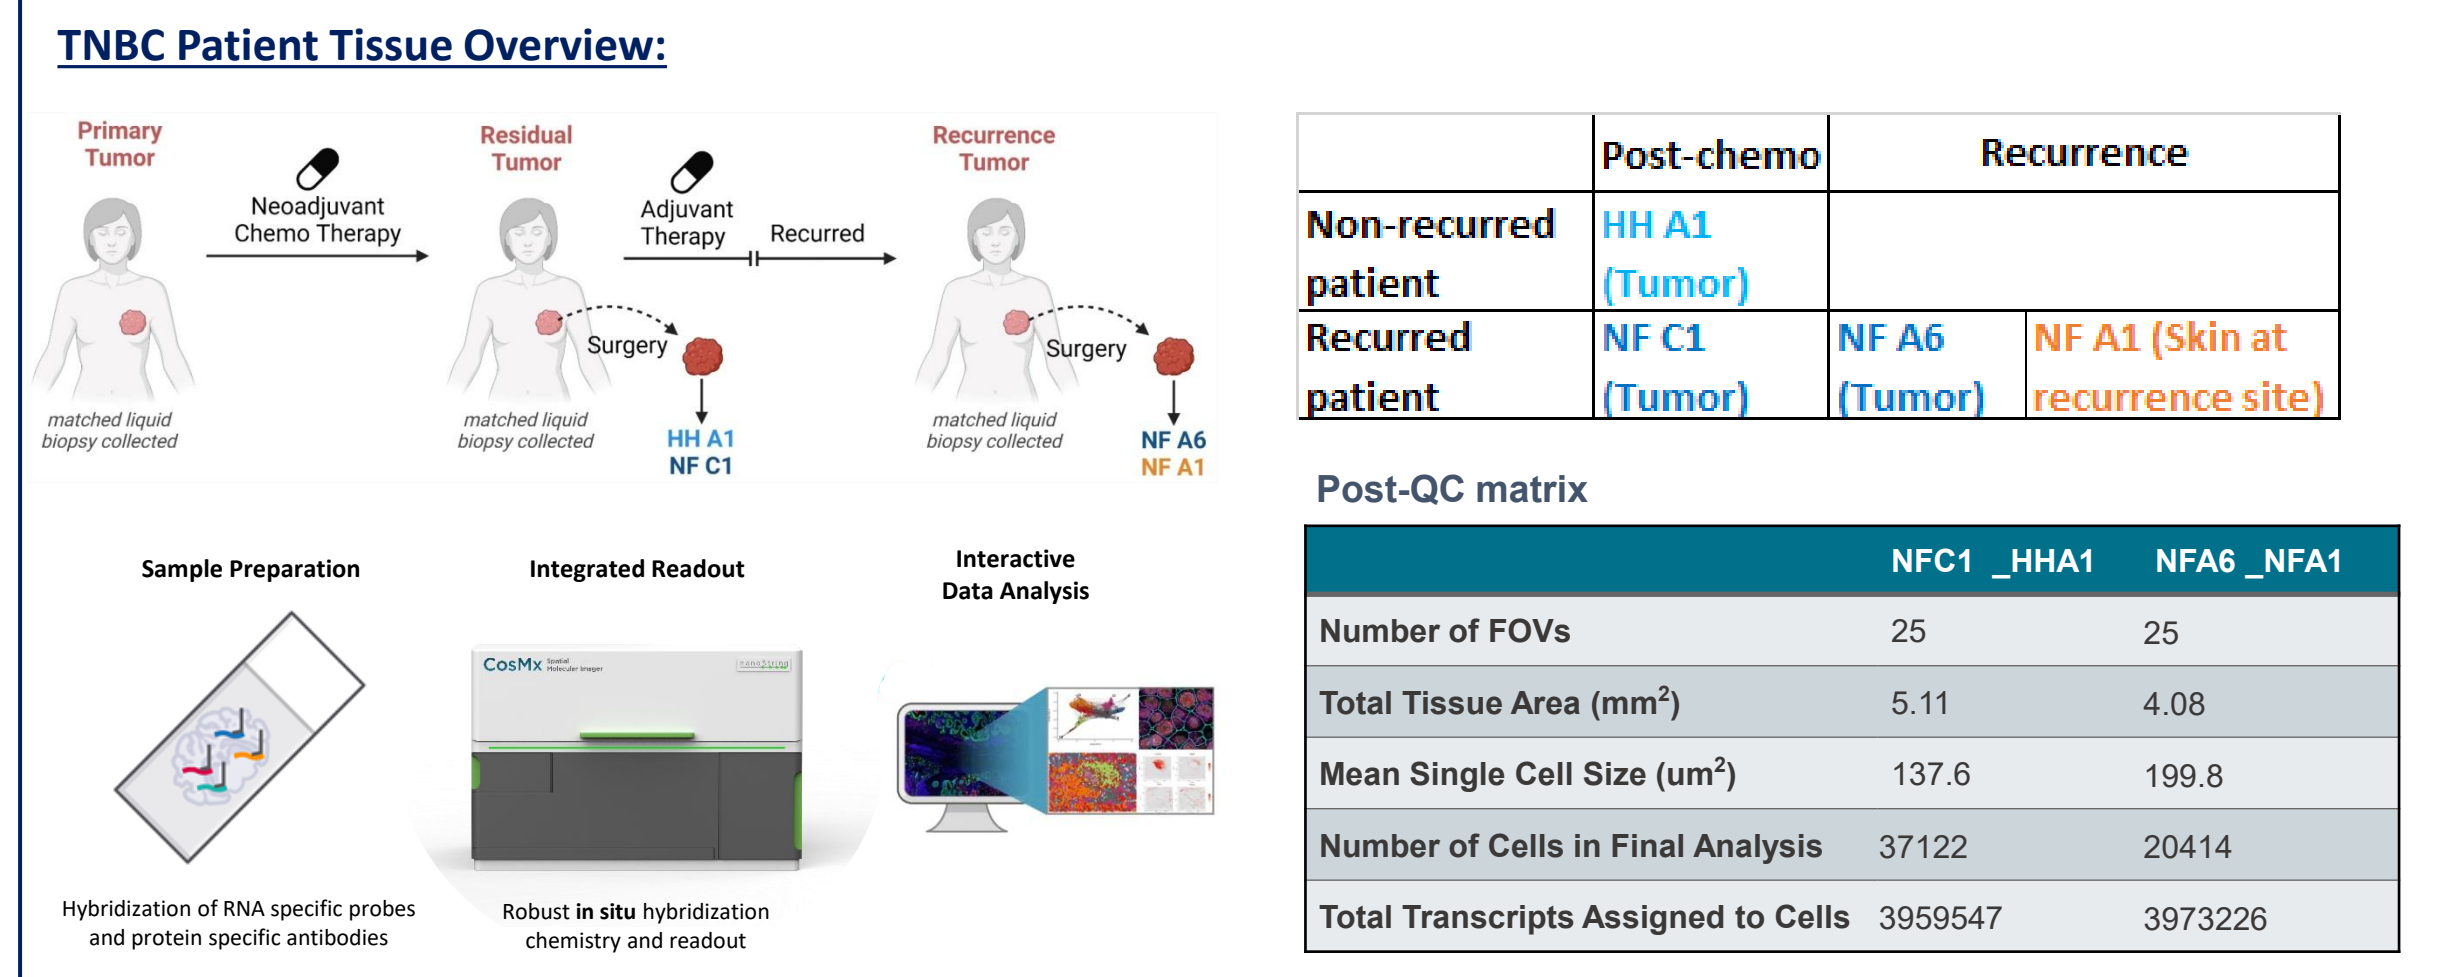 TNBC Patient Tissue Overview:
Primary
Tumor
Neoadjuvant
Chemo Therapy
Residual
Tumor
Adjuvant
Therapy
Recurred
Recurrence
Tumor
Surgery
Surgery
matched liquid
biopsy collected
matched liquid
biopsy collected
HH A1
NF C1
matched liquid
biopsy collected
NF A6
NF A1
Post-chemo
Recurrence
Non-recurred
patient
HH A1
(Tumor)
Recurred
patient
NF C1
(Tumor)
NF A6
(Tumor)
NF A1 (Skin at
recurrence site)
Sample Preparation
Integrated Readout
Interactive
Data Analysis
CosMx Spatial
Molecular Imager
nanoString
Hybridization of RNA specific probes
and protein specific antibodies
Robust in situ hybridization
chemistry and readout
Post-QC matrix
NFC1 _HHA1 NFA6 _NFA1
Number of FOVs 25 25
Total Tissue Area (mm²) 5.11 4.08
Mean Single Cell Size (um²) 137.6 199.8
Number of Cells in Final Analysis 37122 20414
Total Transcripts Assigned to Cells 3959547 3973226